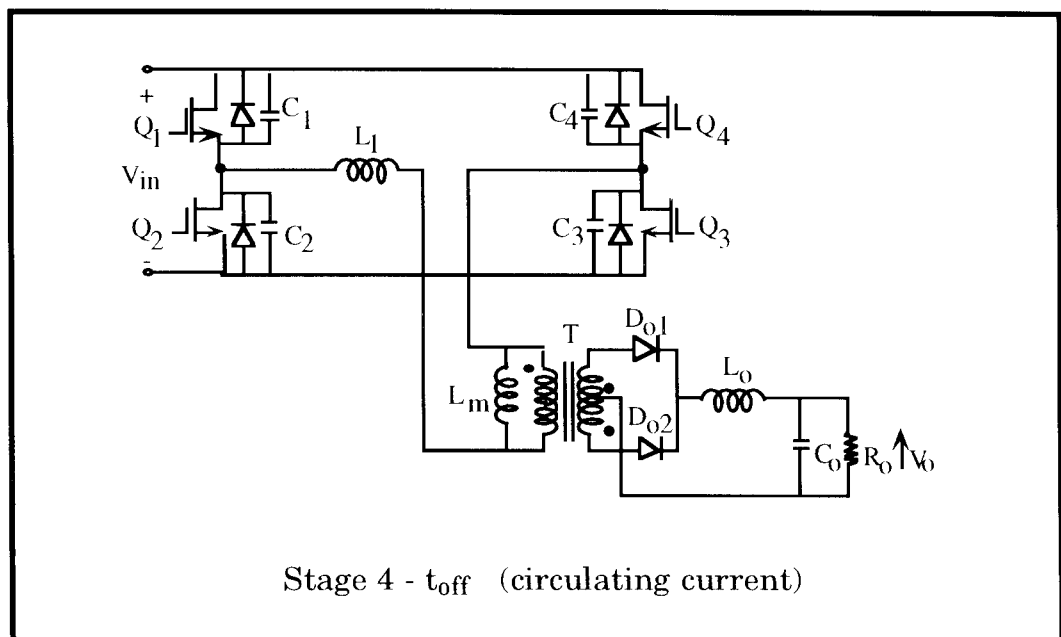 +
Q1
C1
C4
Q4
L1
Vin
Q2
C2
C3
Q3
-
T
Do1
Lo
Lm
Do2
Co
Ro
Vo
Stage 4 - toff (circulating current)